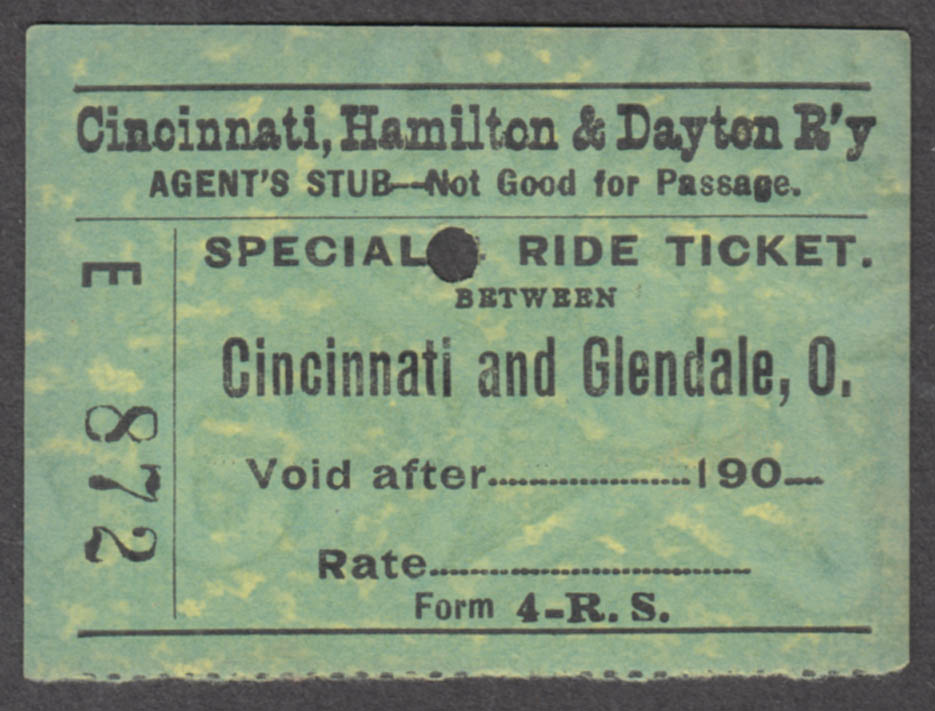 Cincinnati, Hamilton & Dayton R'y
AGENT'S STUB—Not Good for Passage.
SPECIAL RIDE TICKET.
BETWEEN
Cincinnati and Glendale, O.
Void after....................190—
Rate................................
Form 4-R. S.
E 872